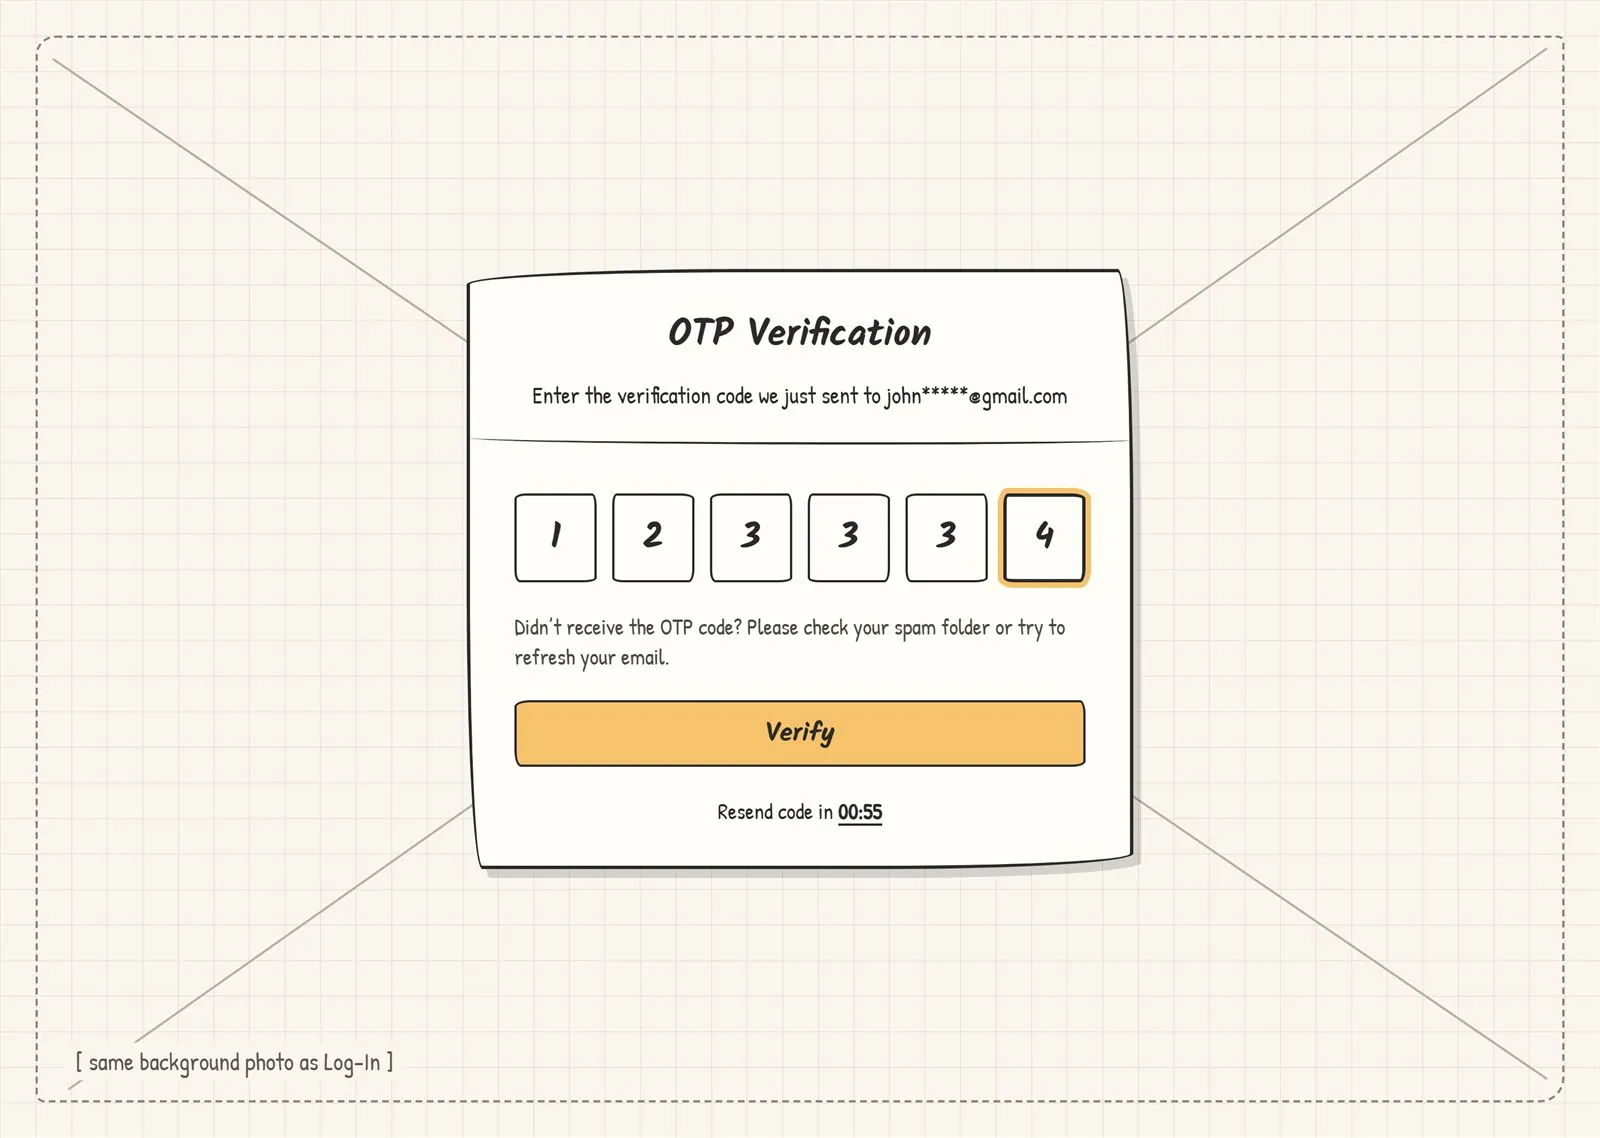 OTP Verification
Enter the verification code we just sent to john*****@gmail.com
1 2 3 3 3 4
Didn't receive the OTP code? Please check your spam folder or try to
refresh your email.
Verify
Resend code in 00:55
[ same background photo as Log-In ]